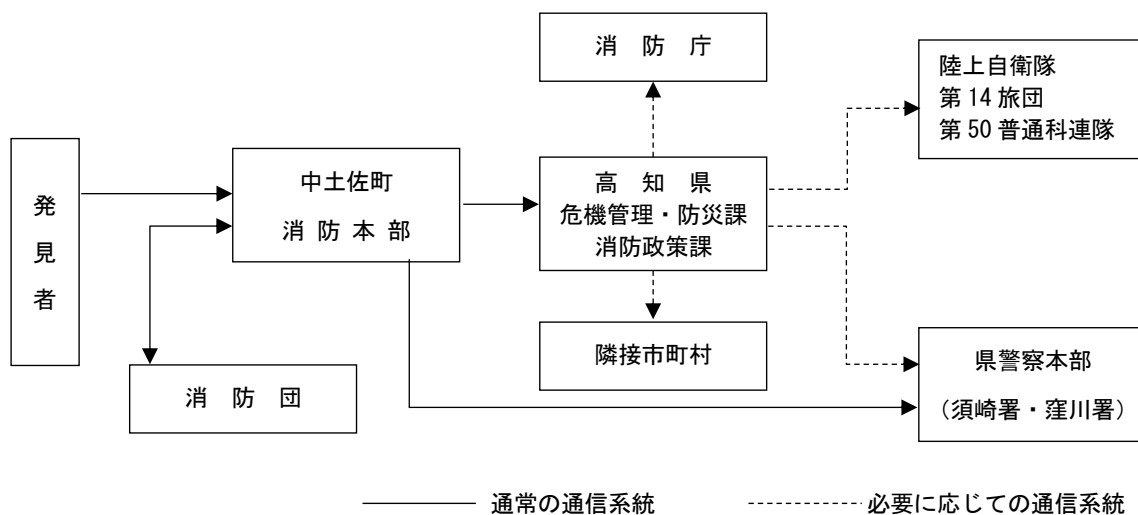 消 防 庁
陸上自衛隊
第 14 旅団
第 50 普通科連隊
発見者
中土佐町
消 防 本 部
高 知 県
危機管理・防災課
消防政策課
隣接市町村
消 防 団
県警察本部
（須崎署・窪川署）
通常の通信系統
必要に応じての通信系統